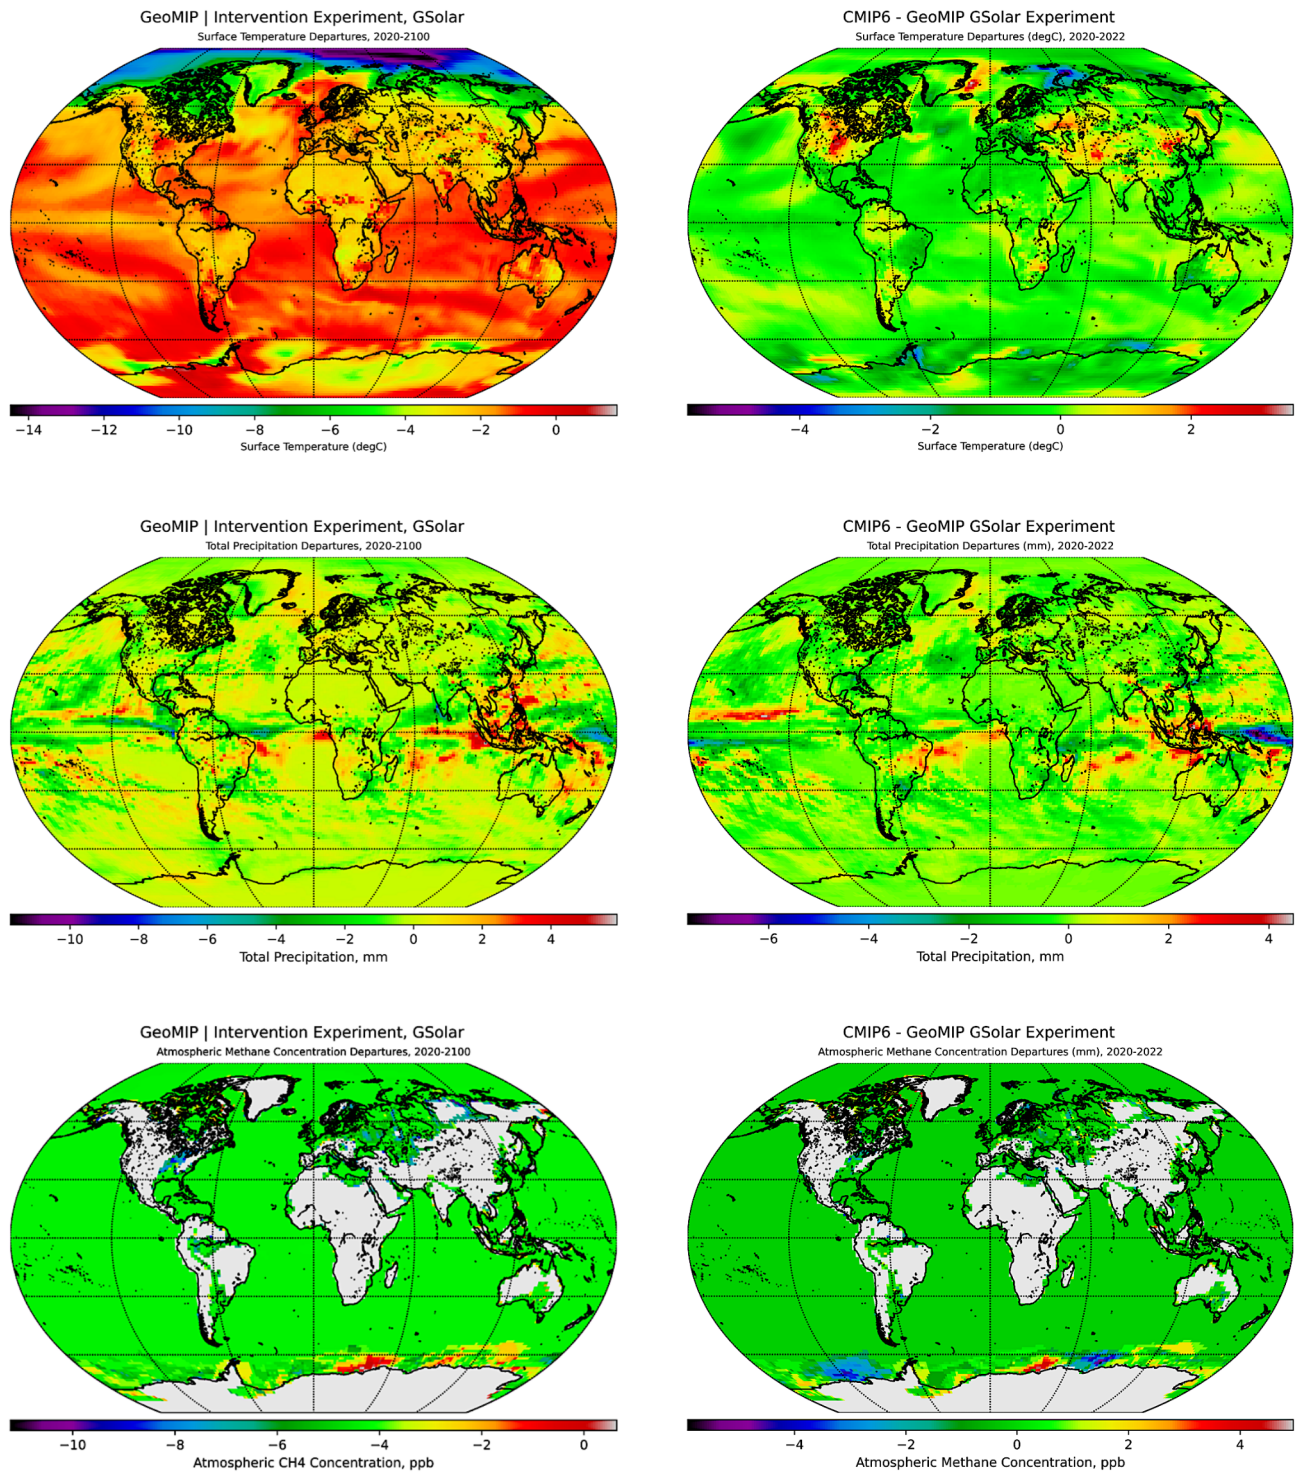 GeoMIP | Intervention Experiment, GSolar
Surface Temperature Departures, 2020-2100
−14 −12 −10 −8 −6 −4 −2 0
Surface Temperature (degC)
CMIP6 - GeoMIP GSolar Experiment
Surface Temperature Departures (degC), 2020-2022
−4 −2 0 2
Surface Temperature (degC)
GeoMIP | Intervention Experiment, GSolar
Total Precipitation Departures, 2020-2100
−10 −8 −6 −4 −2 0 2 4
Total Precipitation, mm
CMIP6 - GeoMIP GSolar Experiment
Total Precipitation Departures (mm), 2020-2022
−6 −4 −2 0 2 4
Total Precipitation, mm
GeoMIP | Intervention Experiment, GSolar
Atmospheric Methane Concentration Departures, 2020-2100
−10 −8 −6 −4 −2 0
Atmospheric CH4 Concentration, ppb
CMIP6 - GeoMIP GSolar Experiment
Atmospheric Methane Concentration Departures (mm), 2020-2022
−4 −2 0 2 4
Atmospheric Methane Concentration, ppb